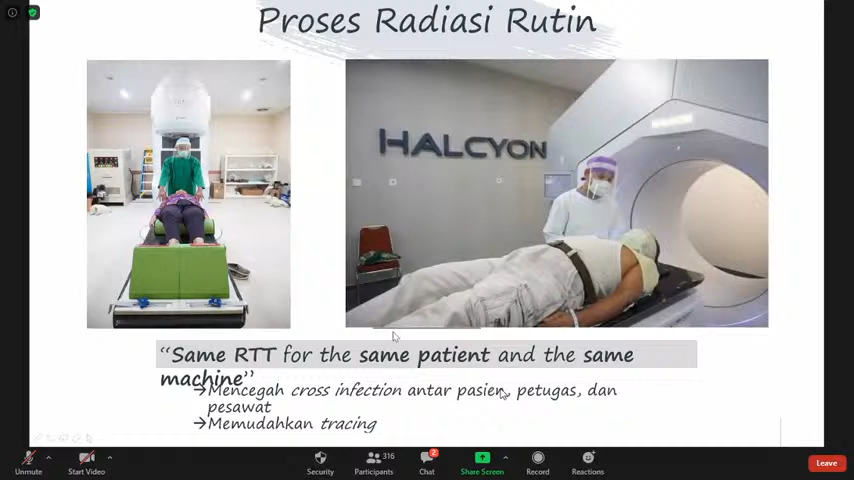 Proses Radiasi Rutin
HALCYON
“Same RTT for the same patient and the same
machine”
→Mencegah cross infection antar pasien, petugas, dan
pesawat
→Memudahkan tracing
Unmute
Start Video
Security
316
Participants
2
Chat
Share Screen
Record
Reactions
Leave